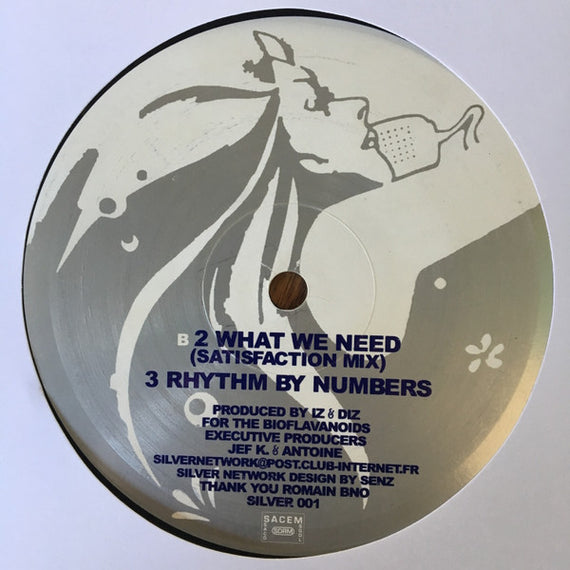 B 2 WHAT WE NEED
(SATISFACTION MIX)
3 RHYTHM BY NUMBERS
PRODUCED BY IZ & DIZ
FOR THE BIOFLAVANOIDS
EXECUTIVE PRODUCERS
JEF K. & ANTOINE
SILVERNETWORK@POST.CLUB-INTERNET.FR
SILVER NETWORK DESIGN BY SENZ
THANK YOU ROMAIN BNO
SILVER 001
SACEM
SDRM